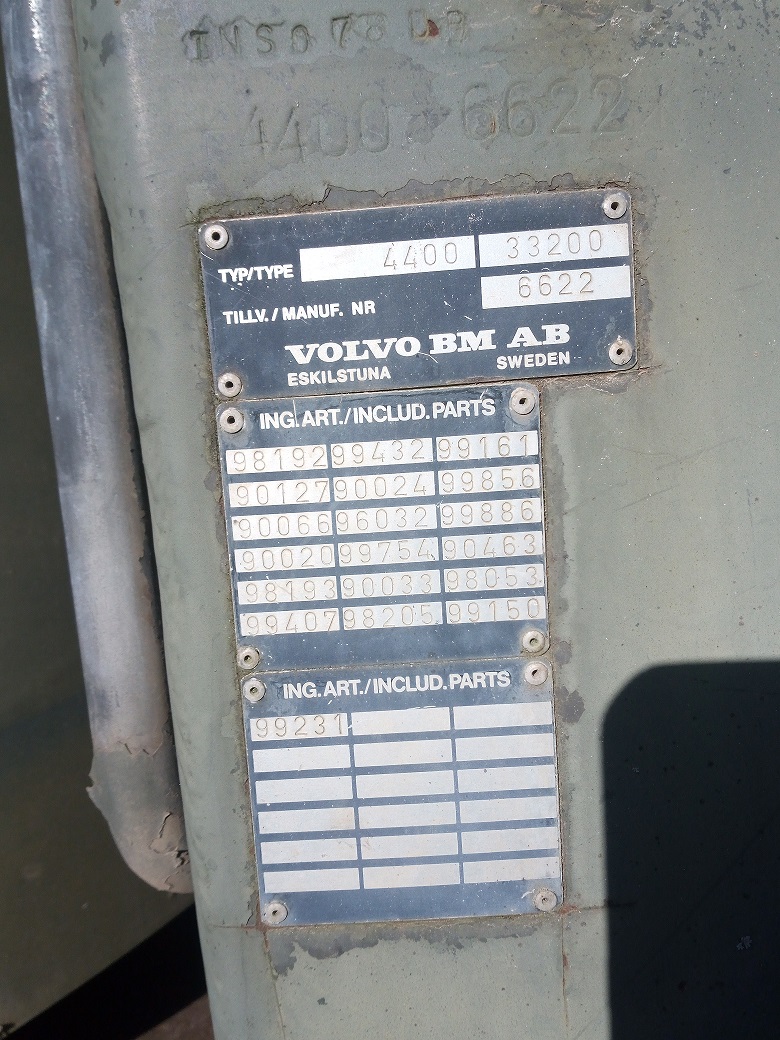 4400 6622
TYP/TYPE 4400 33200
6622
TILLV./MANUF. NR
VOLVO BM AB
ESKILSTUNA SWEDEN
ING.ART./INCLUD.PARTS
98192 99432 99161
90127 90024 99856
90066 96032 99886
90020 99754 90463
98193 90033 98053
99407 98205 99150
ING.ART./INCLUD.PARTS
99231